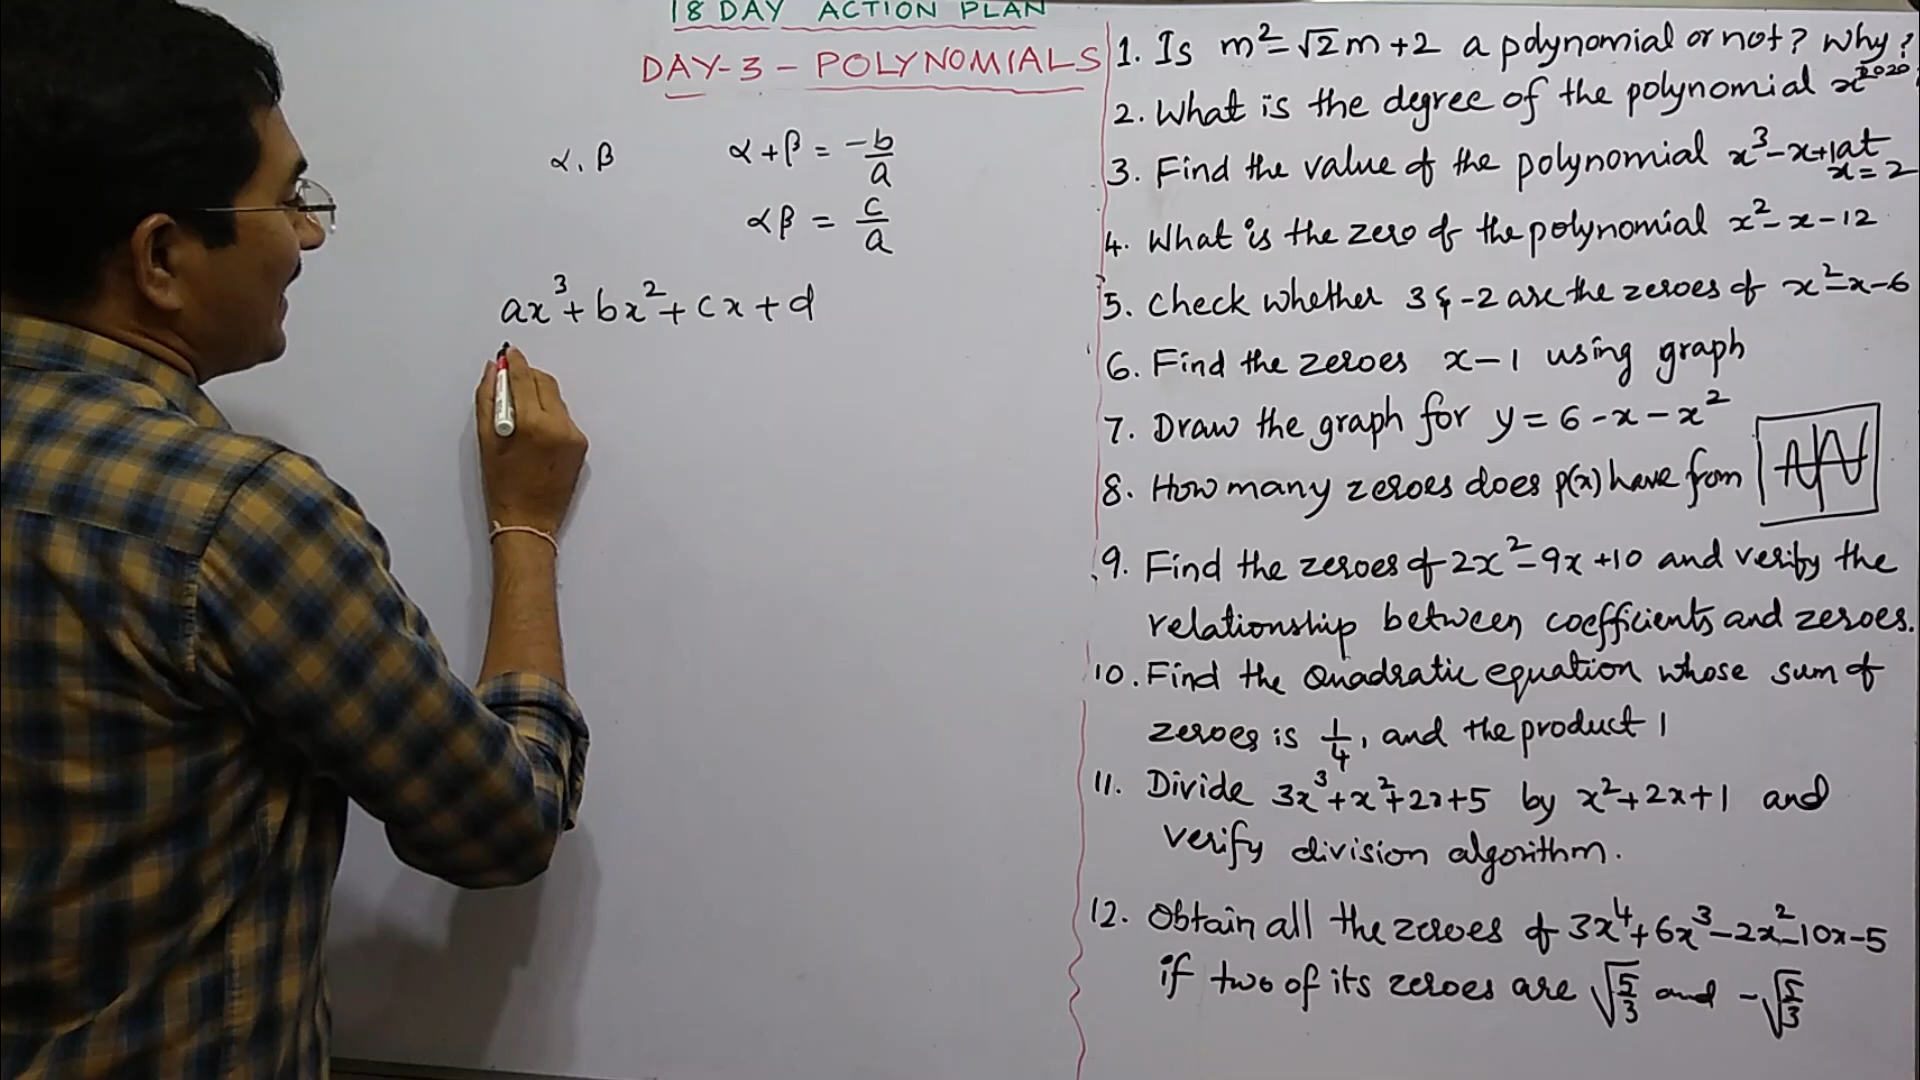 18 DAY ACTION PLAN
DAY-3 - POLYNOMIALS
α, β
α+β = -b/a
αβ = c/a
ax³+bx²+cx+d
1. Is m²-√2m+2 a polynomial or not? Why?
2. What is the degree of the polynomial x²⁰²⁰
3. Find the value of the polynomial x³-x+1 at x=2
4. What is the zero of the polynomial x²-x-12
5. Check whether 3 & -2 are the zeroes of x²-x-6
6. Find the zeroes x-1 using graph
7. Draw the graph for y = 6-x-x²
8. How many zeroes does p(x) have from
9. Find the zeroes of 2x²-9x+10 and verify the
relationship between coefficients and zeroes.
10. Find the Quadratic equation whose sum of
zeroes is 1/4, and the product 1
11. Divide 3x³+x²+2x+5 by x²+2x+1 and
verify division algorithm.
12. Obtain all the zeroes of 3x⁴+6x³-2x²-10x-5
if two of its zeroes are √5/3 and -√5/3